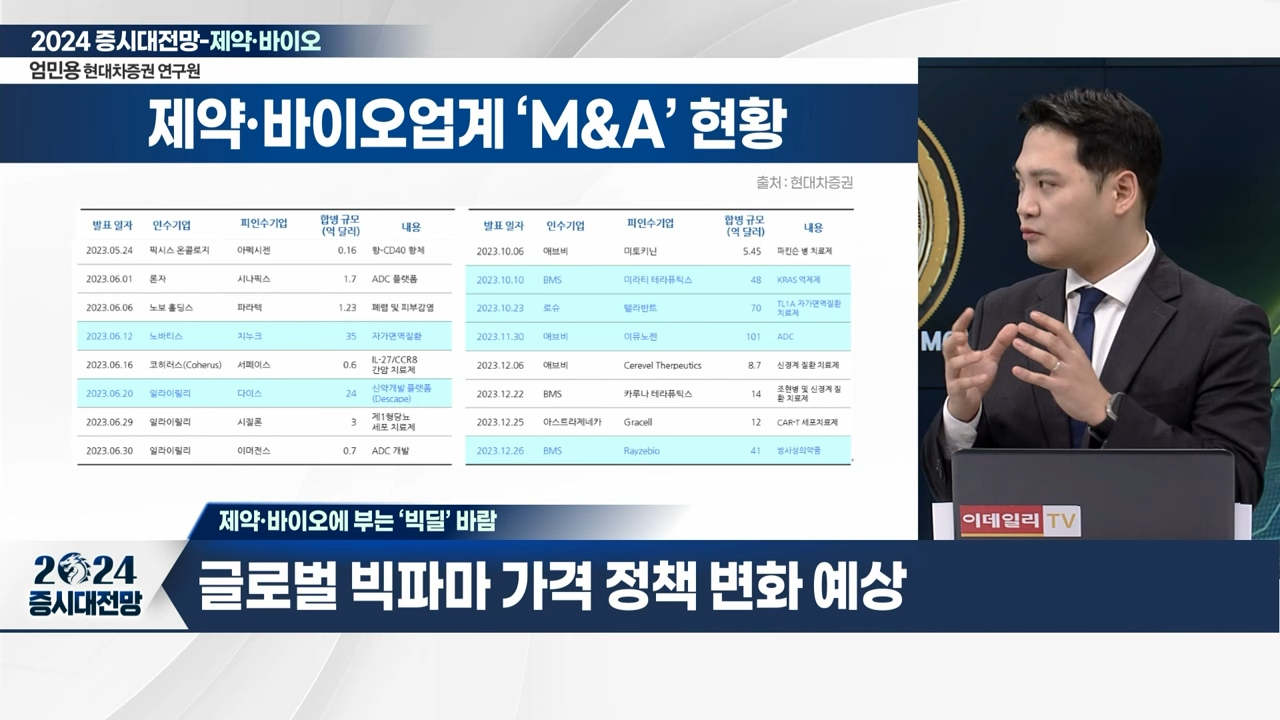 2024 증시대전망-제약·바이오
엄민용 현대차증권 연구원
제약·바이오업계 ‘M&A’ 현황
출처 : 현대차증권
발표 일자 인수기업 피인수기업 합병 규모 (억 달러) 내용
2023.05.24 픽시스 온콜로지 아펙시젠 0.16 항-CD40 항체
2023.06.01 론자 시나픽스 1.7 ADC 플랫폼
2023.06.06 노보 홀딩스 파라텍 1.23 폐렴 및 피부감염
2023.06.12 노바티스 치누크 35 자가면역질환
2023.06.16 코히러스(Coherus) 서페이스 0.6 IL-27/CCR8 간암 치료제
2023.06.20 일라이릴리 다이스 24 신약개발 플랫폼 (Descape)
2023.06.29 일라이릴리 시질론 3 제1형당뇨 세포 치료제
2023.06.30 일라이릴리 이머전스 0.7 ADC 개발
발표 일자 인수기업 피인수기업 합병 규모 (억 달러) 내용
2023.10.06 애브비 미토키닌 5.45 파킨슨 병 치료제
2023.10.10 BMS 미라티 테라퓨틱스 48 KRAS 억제제
2023.10.23 로슈 텔라반트 70 TL1A 자가면역질환 치료제
2023.11.30 애브비 이뮤노젠 101 ADC
2023.12.06 애브비 Cerevel Therpeutics 8.7 신경계 질환 치료제
2023.12.22 BMS 카루나 테라퓨틱스 14 조현병 및 신경계 질환 치료제
2023.12.25 아스트라제네카 Gracell 12 CAR-T 세포치료제
2023.12.26 BMS Rayzebio 41 방사성의약품
이데일리 TV
제약·바이오에 부는 ‘빅딜’ 바람
2024
증시대전망
글로벌 빅파마 가격 정책 변화 예상